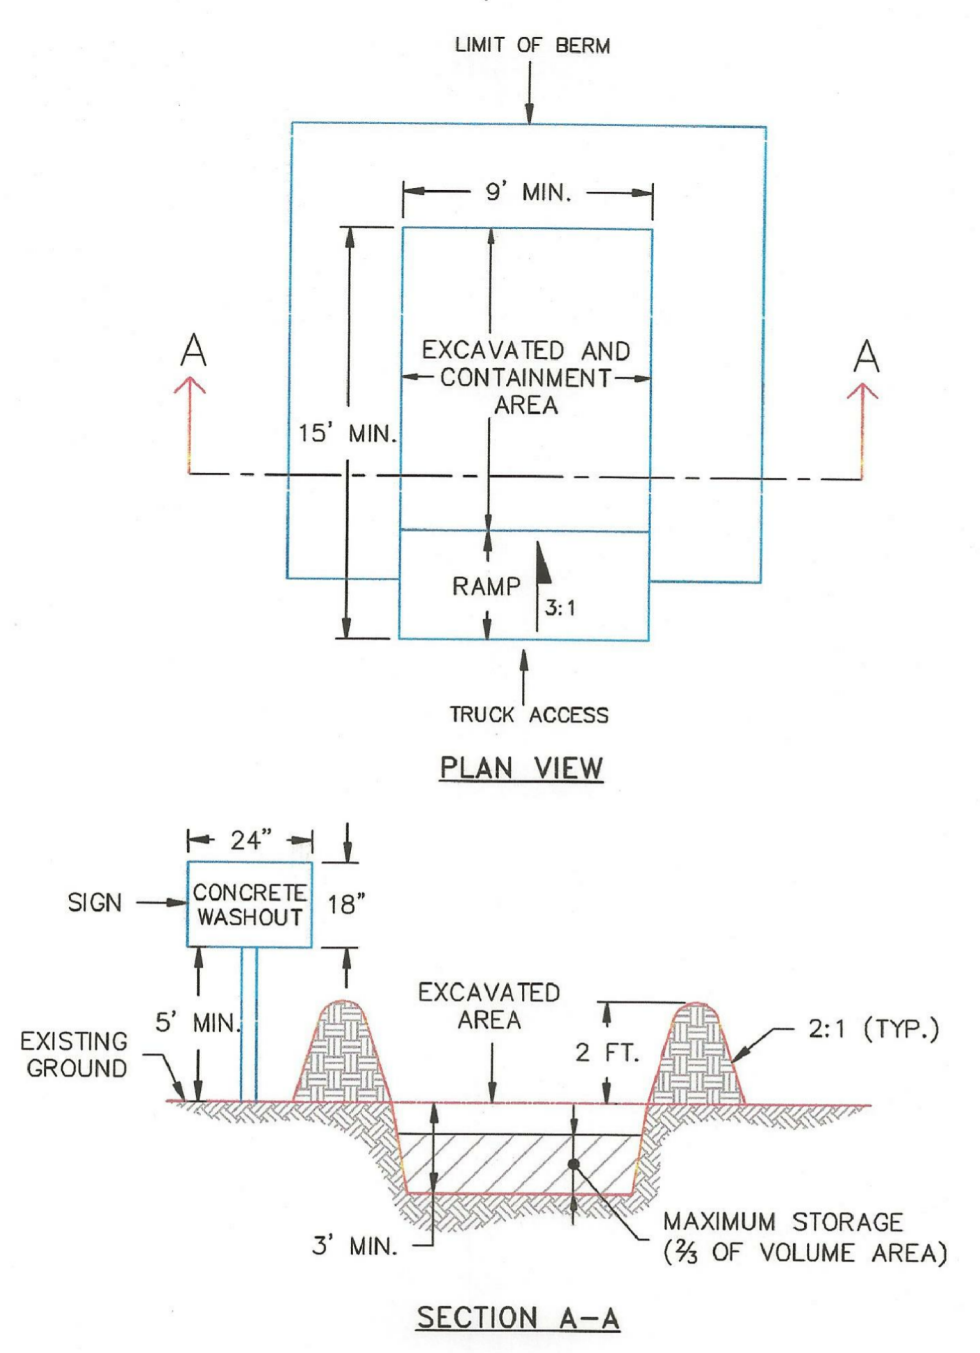 LIMIT OF BERM
9' MIN.
A
A
EXCAVATED AND
CONTAINMENT
AREA
15' MIN.
RAMP
3:1
TRUCK ACCESS
PLAN VIEW
24"
SIGN
CONCRETE
WASHOUT
18"
EXCAVATED
AREA
5' MIN.
2 FT.
2:1 (TYP.)
EXISTING
GROUND
3' MIN.
MAXIMUM STORAGE
(⅔ OF VOLUME AREA)
SECTION A-A